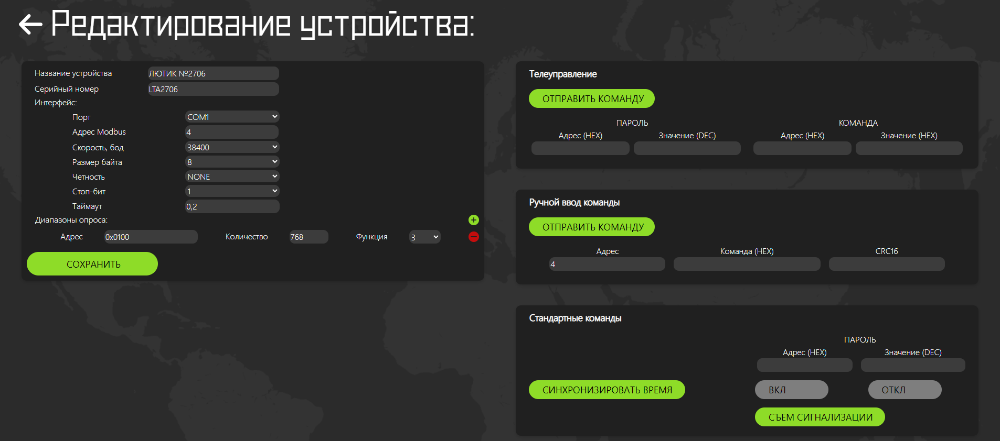 Редактирование устройства:
Название устройства ЛЮТИК №2706
Серийный номер LTA2706
Интерфейс:
Порт COM1
Адрес Modbus 4
Скорость, бод 38400
Размер байта 8
Четность NONE
Стоп-бит 1
Таймаут 0,2
Диапазоны опроса:
Адрес 0x0100 Количество 768 Функция 3
СОХРАНИТЬ
Телеуправление
ОТПРАВИТЬ КОМАНДУ
ПАРОЛЬ КОМАНДА
Адрес (HEX) Значение (DEC) Адрес (HEX) Значение (HEX)
Ручной ввод команды
ОТПРАВИТЬ КОМАНДУ
Адрес Команда (HEX) CRC16
4
Стандартные команды
ПАРОЛЬ
Адрес (HEX) Значение (DEC)
СИНХРОНИЗИРОВАТЬ ВРЕМЯ ВКЛ ОТКЛ
СЪЕМ СИГНАЛИЗАЦИИ